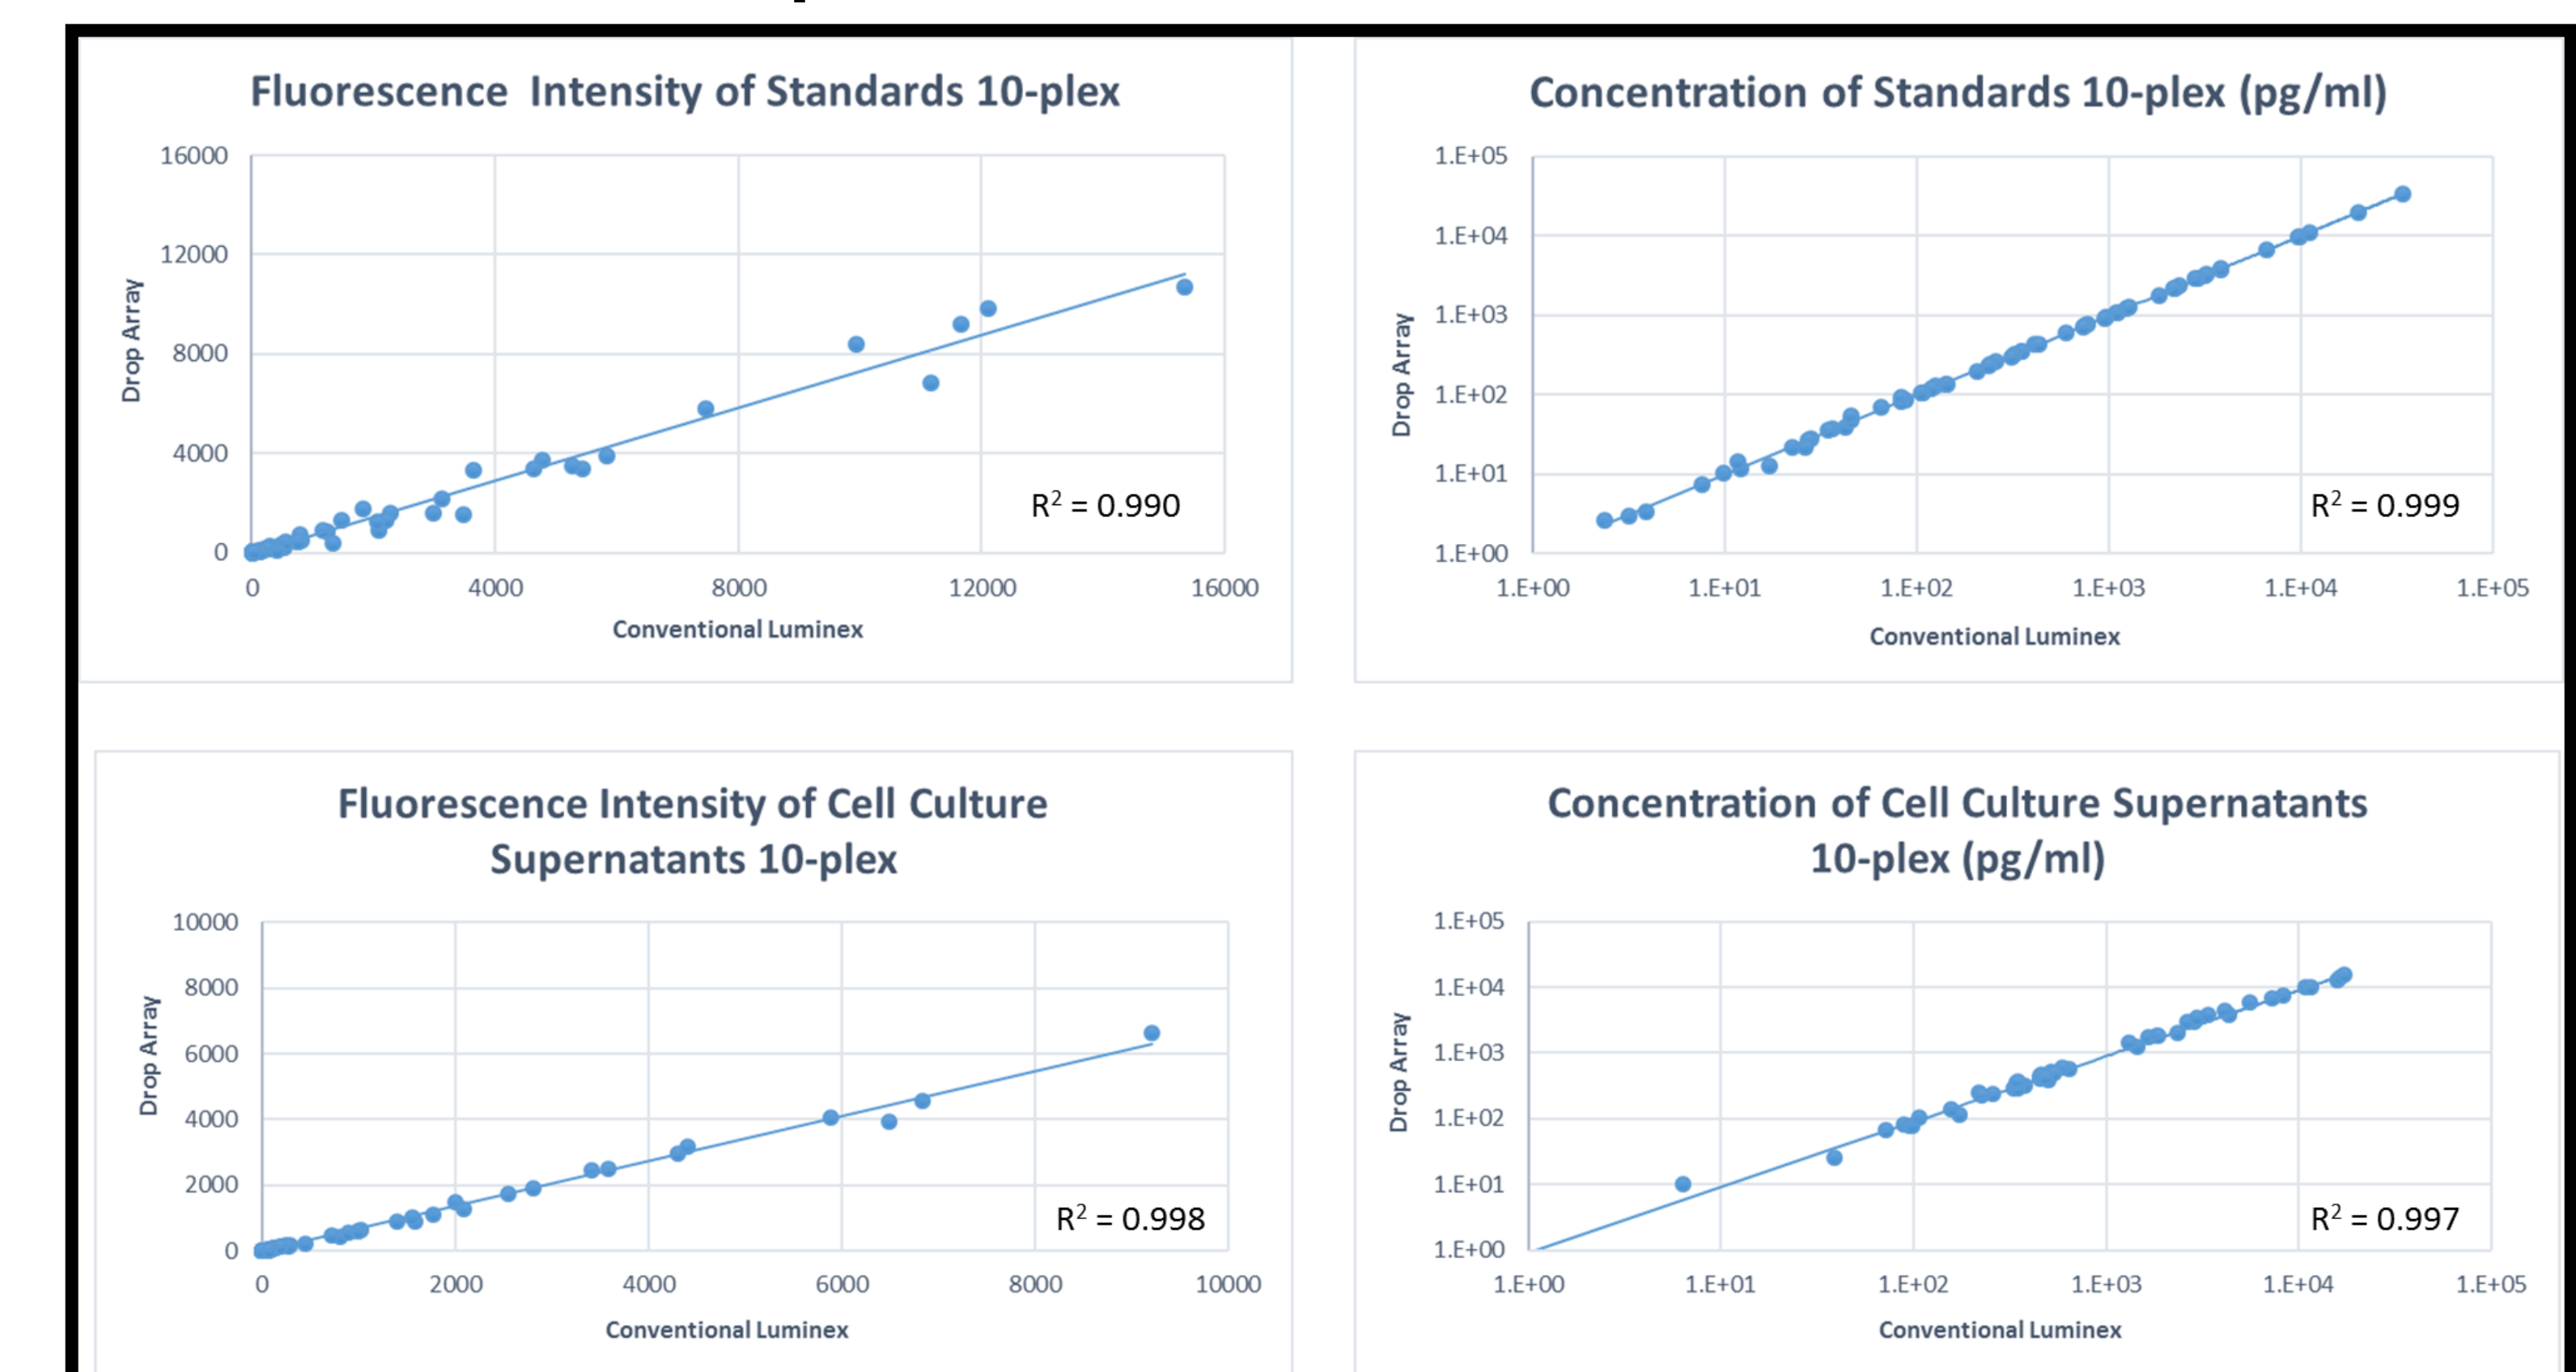 Fluorescence  Intensity of Standards 10-plex
16000
12000
8000
4000
0
Drop Array
R² = 0.990
0 4000 8000 12000 16000
Conventional Luminex
Concentration of Standards 10-plex (pg/ml)
1.E+05
1.E+04
1.E+03
1.E+02
1.E+01
1.E+00
Drop Array
R² = 0.999
1.E+00 1.E+01 1.E+02 1.E+03 1.E+04 1.E+05
Conventional Luminex
Fluorescence Intensity of Cell Culture
Supernatants 10-plex
10000
8000
6000
4000
2000
0
Drop Array
R² = 0.998
0 2000 4000 6000 8000 10000
Conventional Luminex
Concentration of Cell Culture Supernatants
10-plex (pg/ml)
1.E+05
1.E+04
1.E+03
1.E+02
1.E+01
1.E+00
Drop Array
R² = 0.997
1.E+00 1.E+01 1.E+02 1.E+03 1.E+04 1.E+05
Conventional Luminex